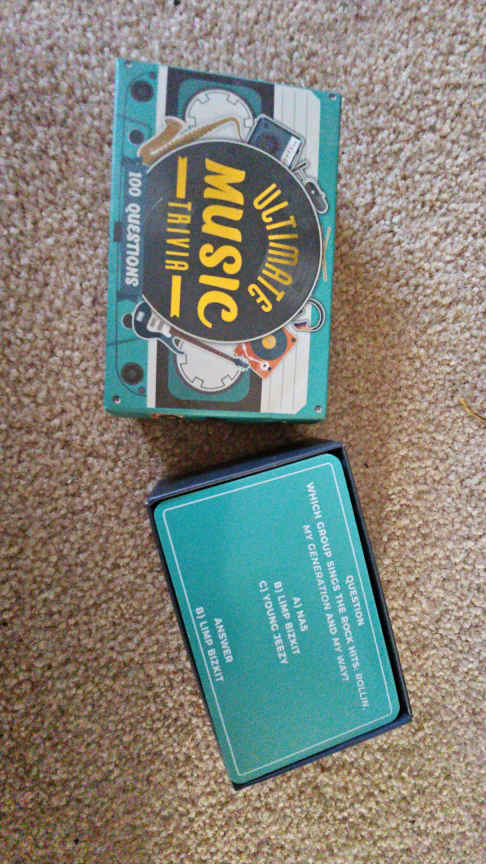 ULTIMATE
MUSIC
TRIVIA
100 QUESTIONS
QUESTION
WHICH GROUP SINGS THE ROCK HITS: ROLLIN,
MY GENERATION AND MY WAY?
A) NAS
B) LIMP BIZKIT
C) YOUNG JEEZY
ANSWER
B) LIMP BIZKIT